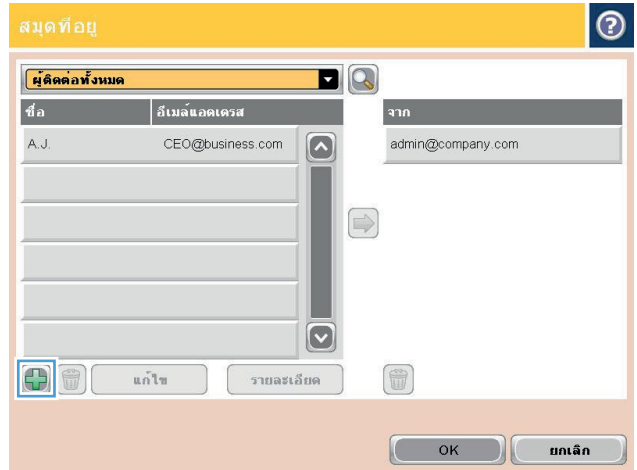 สมุดที่อยู่
ผู้ติดต่อทั้งหมด
ชื่อ อีเมล์แอดเดรส จาก
A.J. CEO@business.com admin@company.com
แก้ไข รายละเอียด
OK ยกเลิก